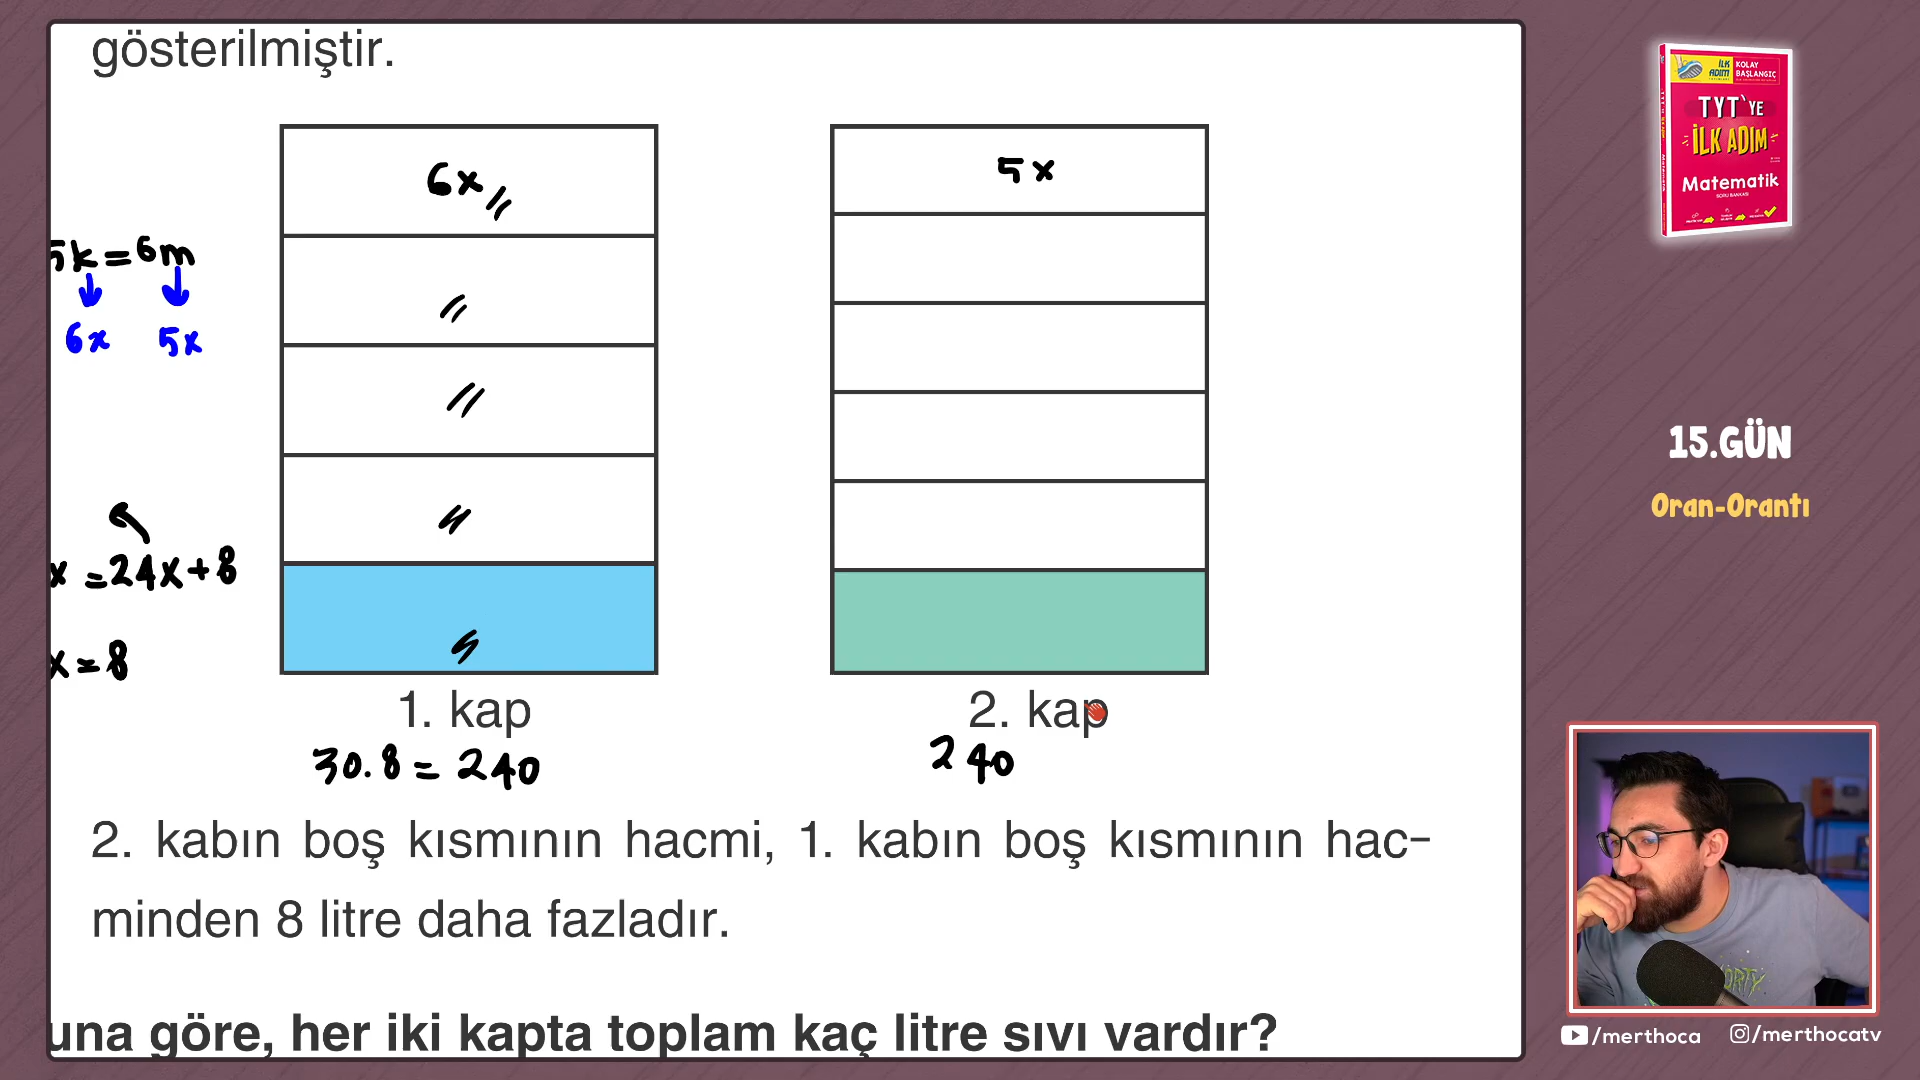 gösterilmiştir.
6x
5x
5k=6m
6x 5x
x =24x+8
x=8
1. kap
2. kap
30.8=240
240
2. kabın boş kısmının hacmi, 1. kabın boş kısmının hac-
minden 8 litre daha fazladır.
una göre, her iki kapta toplam kaç litre sıvı vardır?
İLK ADIM
KOLAY BAŞLANGIÇ
TYT'YE
İLK ADIM
Matematik
SORU BANKASI
15.GÜN
Oran-Orantı
/merthoca
/merthocatv